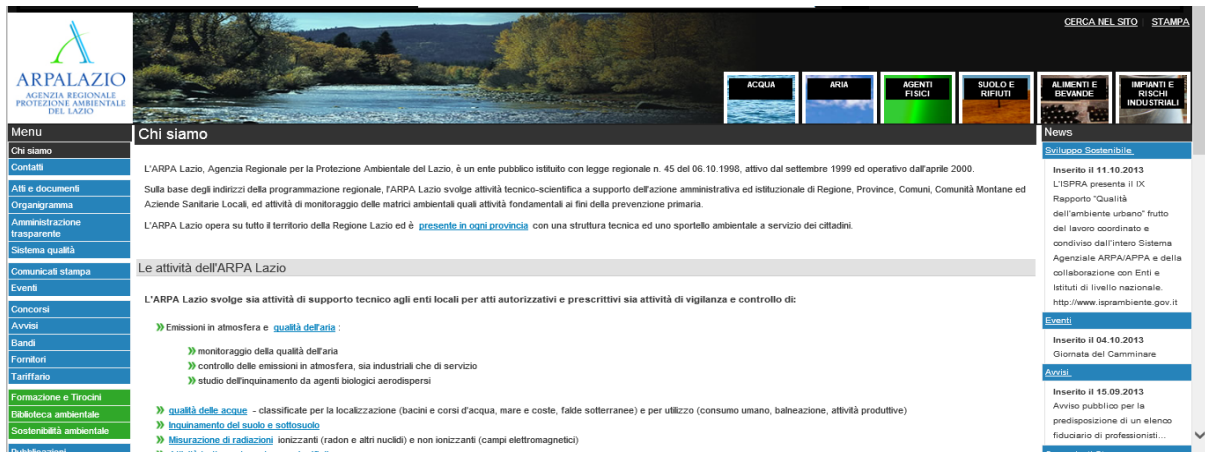 CERCA NEL SITO | STAMPA
ARPALAZIO
AGENZIA REGIONALE
PROTEZIONE AMBIENTALE
DEL LAZIO
ACQUA
ARIA
AGENTI
FISICI
SUOLO E
RIFIUTI
ALIMENTI E
BEVANDE
IMPIANTI E
RISCHI
INDUSTRIALI
Menu
Chi siamo
Contatti
Atti e documenti
Organigramma
Amministrazione
trasparente
Sistema qualità
Comunicati stampa
Eventi
Concorsi
Avvisi
Bandi
Fornitori
Tariffario
Formazione e Tirocini
Biblioteca ambientale
Sostenibilità ambientale
Pubblicazioni
Chi siamo
L'ARPA Lazio, Agenzia Regionale per la Protezione Ambientale del Lazio, è un ente pubblico istituito con legge regionale n. 45 del 06.10.1998, attivo dal settembre 1999 ed operativo dall'aprile 2000.
Sulla base degli indirizzi della programmazione regionale, l'ARPA Lazio svolge attività tecnico-scientifica a supporto dell'azione amministrativa ed istituzionale di Regione, Province, Comuni, Comunità Montane ed
Aziende Sanitarie Locali, ed attività di monitoraggio delle matrici ambientali quali attività fondamentali ai fini della prevenzione primaria.
L'ARPA Lazio opera su tutto il territorio della Regione Lazio ed è presente in ogni provincia con una struttura tecnica ed uno sportello ambientale a servizio dei cittadini.
Le attività dell'ARPA Lazio
L'ARPA Lazio svolge sia attività di supporto tecnico agli enti locali per atti autorizzativi e prescrittivi sia attività di vigilanza e controllo di:
Emissioni in atmosfera e qualità dell'aria :
monitoraggio della qualità dell'aria
controllo delle emissioni in atmosfera, sia industriali che di servizio
studio dell'inquinamento da agenti biologici aerodispersi
qualità delle acque - classificate per la localizzazione (bacini e corsi d'acqua, mare e coste, falde sotterranee) e per utilizzo (consumo umano, balneazione, attività produttive)
Inquinamento del suolo e sottosuolo
Misurazione di radiazioni ionizzanti (radon e altri nuclidi) e non ionizzanti (campi elettromagnetici)
News
Sviluppo Sostenibile
Inserito il 11.10.2013
L'ISPRA presenta il IX
Rapporto "Qualità
dell'ambiente urbano" frutto
del lavoro coordinato e
condiviso dall'intero Sistema
Agenziale ARPA/APPA e della
collaborazione con Enti e
Istituti di livello nazionale.
http://www.isprambiente.gov.it
Eventi
Inserito il 04.10.2013
Giornata del Camminare
Avvisi
Inserito il 15.09.2013
Avviso pubblico per la
predisposizione di un elenco
fiduciario di professionisti...